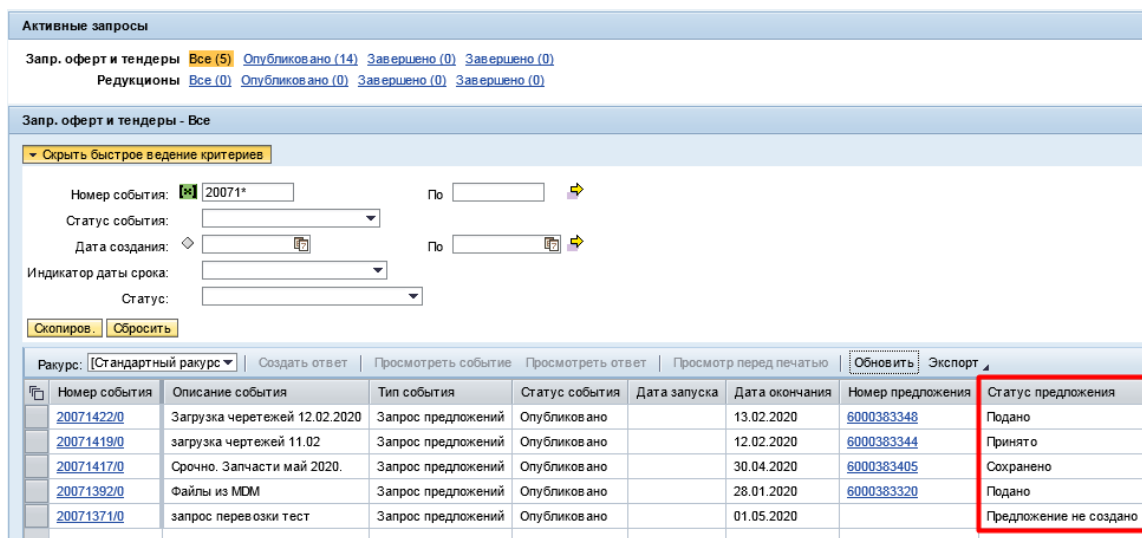 Активные запросы
Запр. оферт и тендеры Все (5) Опубликовано (14) Завершено (0) Завершено (0)
Редукционы Все (0) Опубликовано (0) Завершено (0) Завершено (0)
Запр. оферт и тендеры - Все
Скрыть быстрое ведение критериев
Номер события: 20071* По
Статус события:
Дата создания: По
Индикатор даты срока:
Статус:
Скопиров. Сбросить
Ракурс: [Стандартный ракурс Создать ответ Просмотреть событие Просмотреть ответ Просмотр перед печатью Обновить Экспорт
Номер события Описание события Тип события Статус события Дата запуска Дата окончания Номер предложения Статус предложения
20071422/0 Загрузка черетежей 12.02.2020 Запрос предложений Опубликовано 13.02.2020 6000383348 Подано
20071419/0 загрузка чертежей 11.02 Запрос предложений Опубликовано 12.02.2020 6000383344 Принято
20071417/0 Срочно. Запчасти май 2020. Запрос предложений Опубликовано 30.04.2020 6000383405 Сохранено
20071392/0 Файлы из MDM Запрос предложений Опубликовано 28.01.2020 6000383320 Подано
20071371/0 запрос перевозки тест Запрос предложений Опубликовано 01.05.2020 Предложение не создано